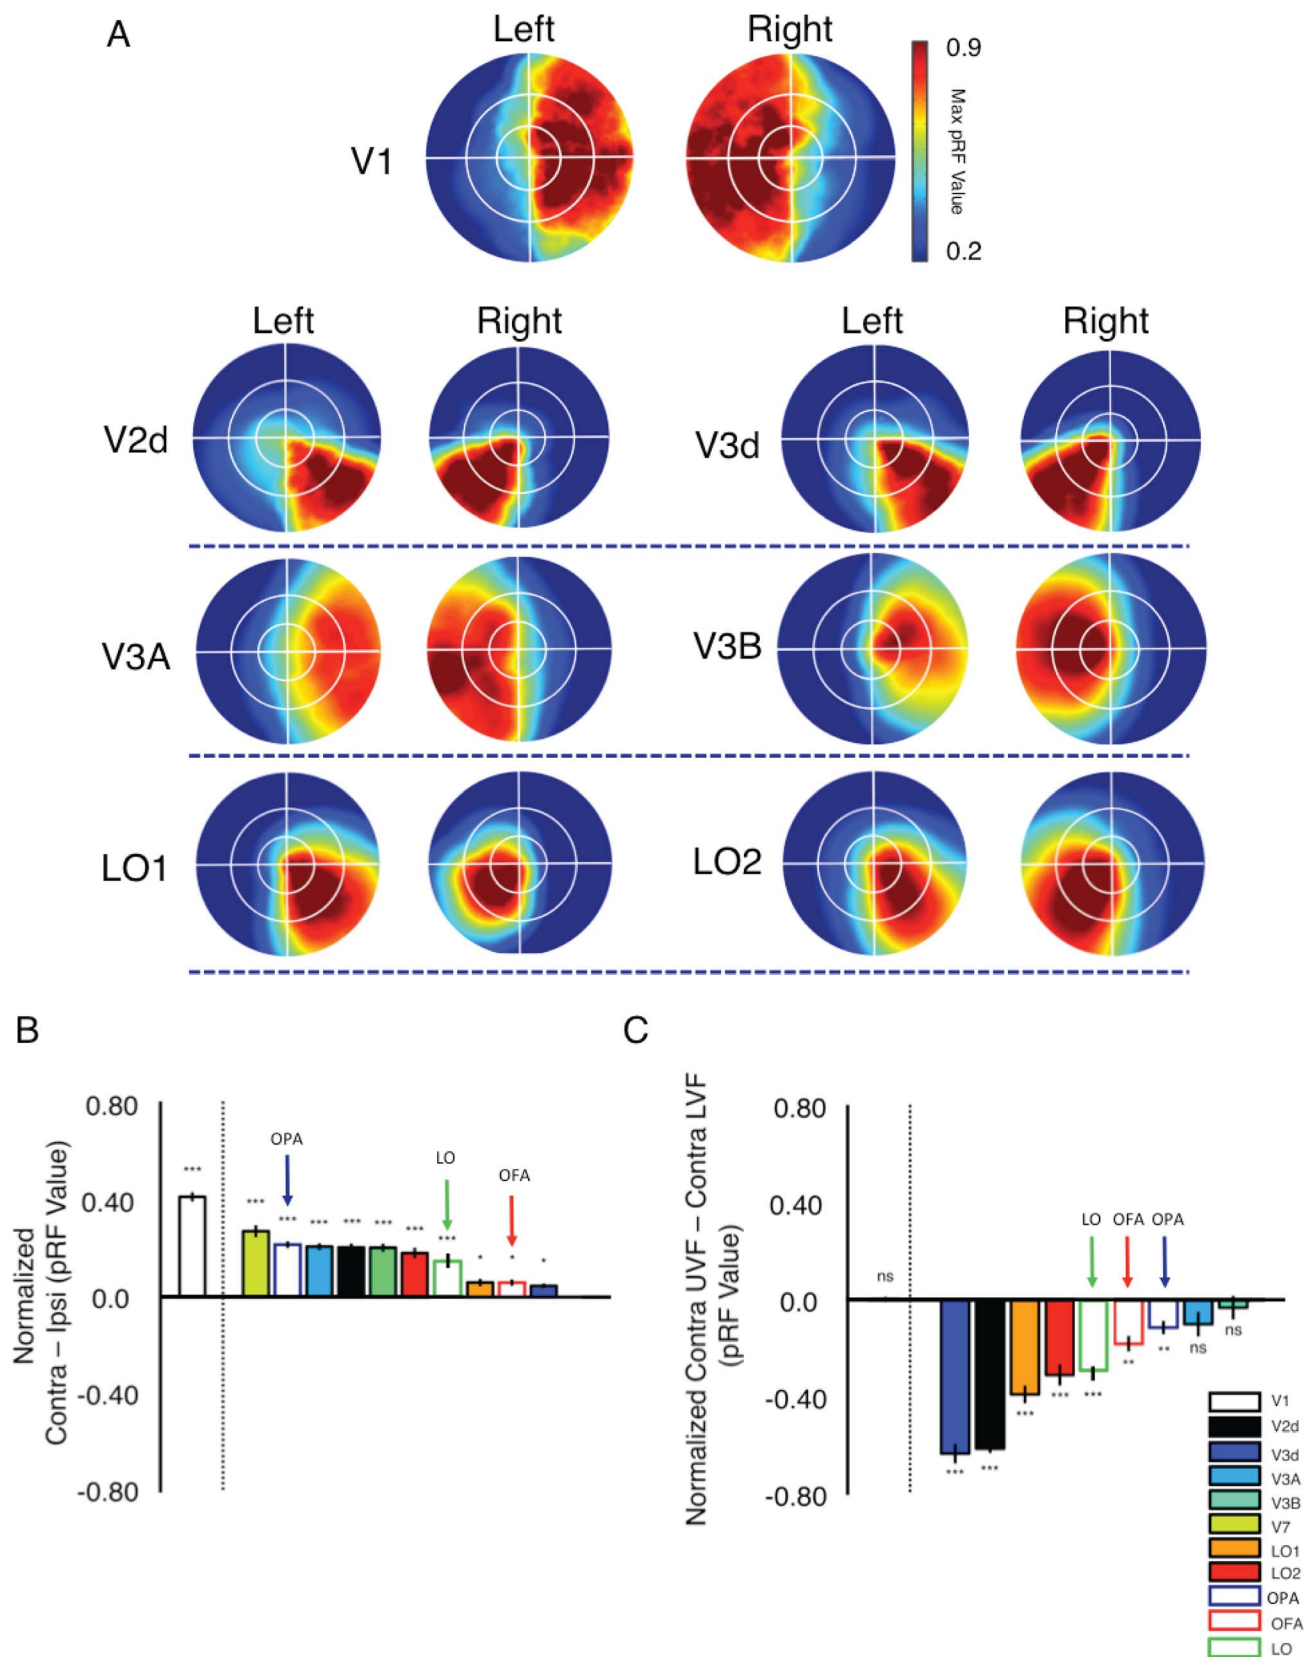 A
Left
Right
0.9
Max pRF Value
0.2
V1
Left
Right
Left
Right
V2d
V3d
V3A
V3B
LO1
LO2
B
Normalized
Contra – Ipsi (pRF Value)
0.80
0.40
0.0
-0.40
-0.80
OPA
LO
OFA
***
***
***
***
***
***
***
***
*
*
*
C
Normalized Contra UVF – Contra LVF
(pRF Value)
0.80
0.40
0.0
-0.40
-0.80
LO
OFA
OPA
ns
***
***
***
***
***
**
**
ns
ns
V1
V2d
V3d
V3A
V3B
V7
LO1
LO2
OPA
OFA
LO